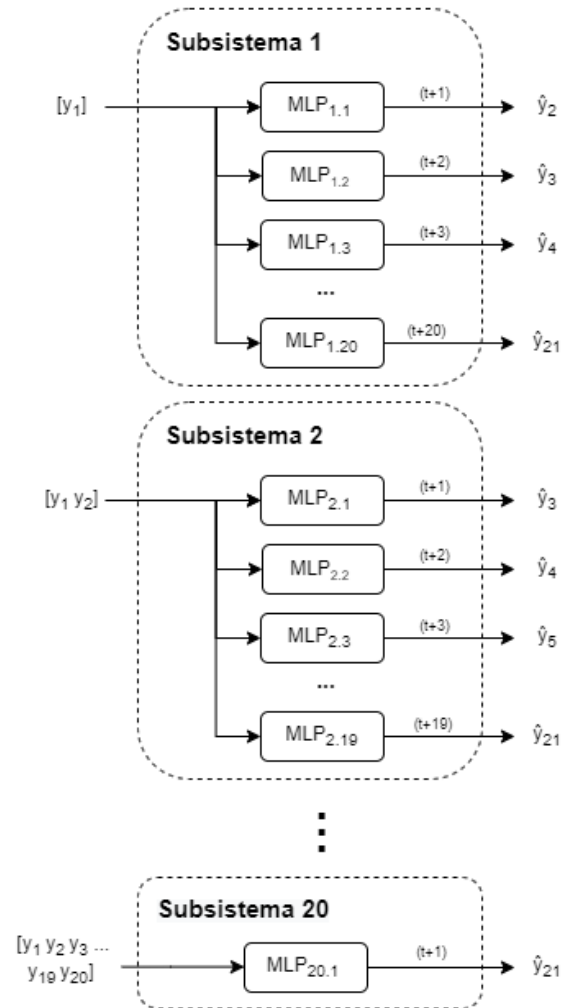 Subsistema 1
[y₁] MLP₁.₁ (t+1) ŷ₂
MLP₁.₂ (t+2) ŷ₃
MLP₁.₃ (t+3) ŷ₄
...
MLP₁.₂₀ (t+20) ŷ₂₁
Subsistema 2
[y₁ y₂] MLP₂.₁ (t+1) ŷ₃
MLP₂.₂ (t+2) ŷ₄
MLP₂.₃ (t+3) ŷ₅
...
MLP₂.₁₉ (t+19) ŷ₂₁
Subsistema 20
[y₁ y₂ y₃ ...
y₁₉ y₂₀] MLP₂₀.₁ (t+1) ŷ₂₁